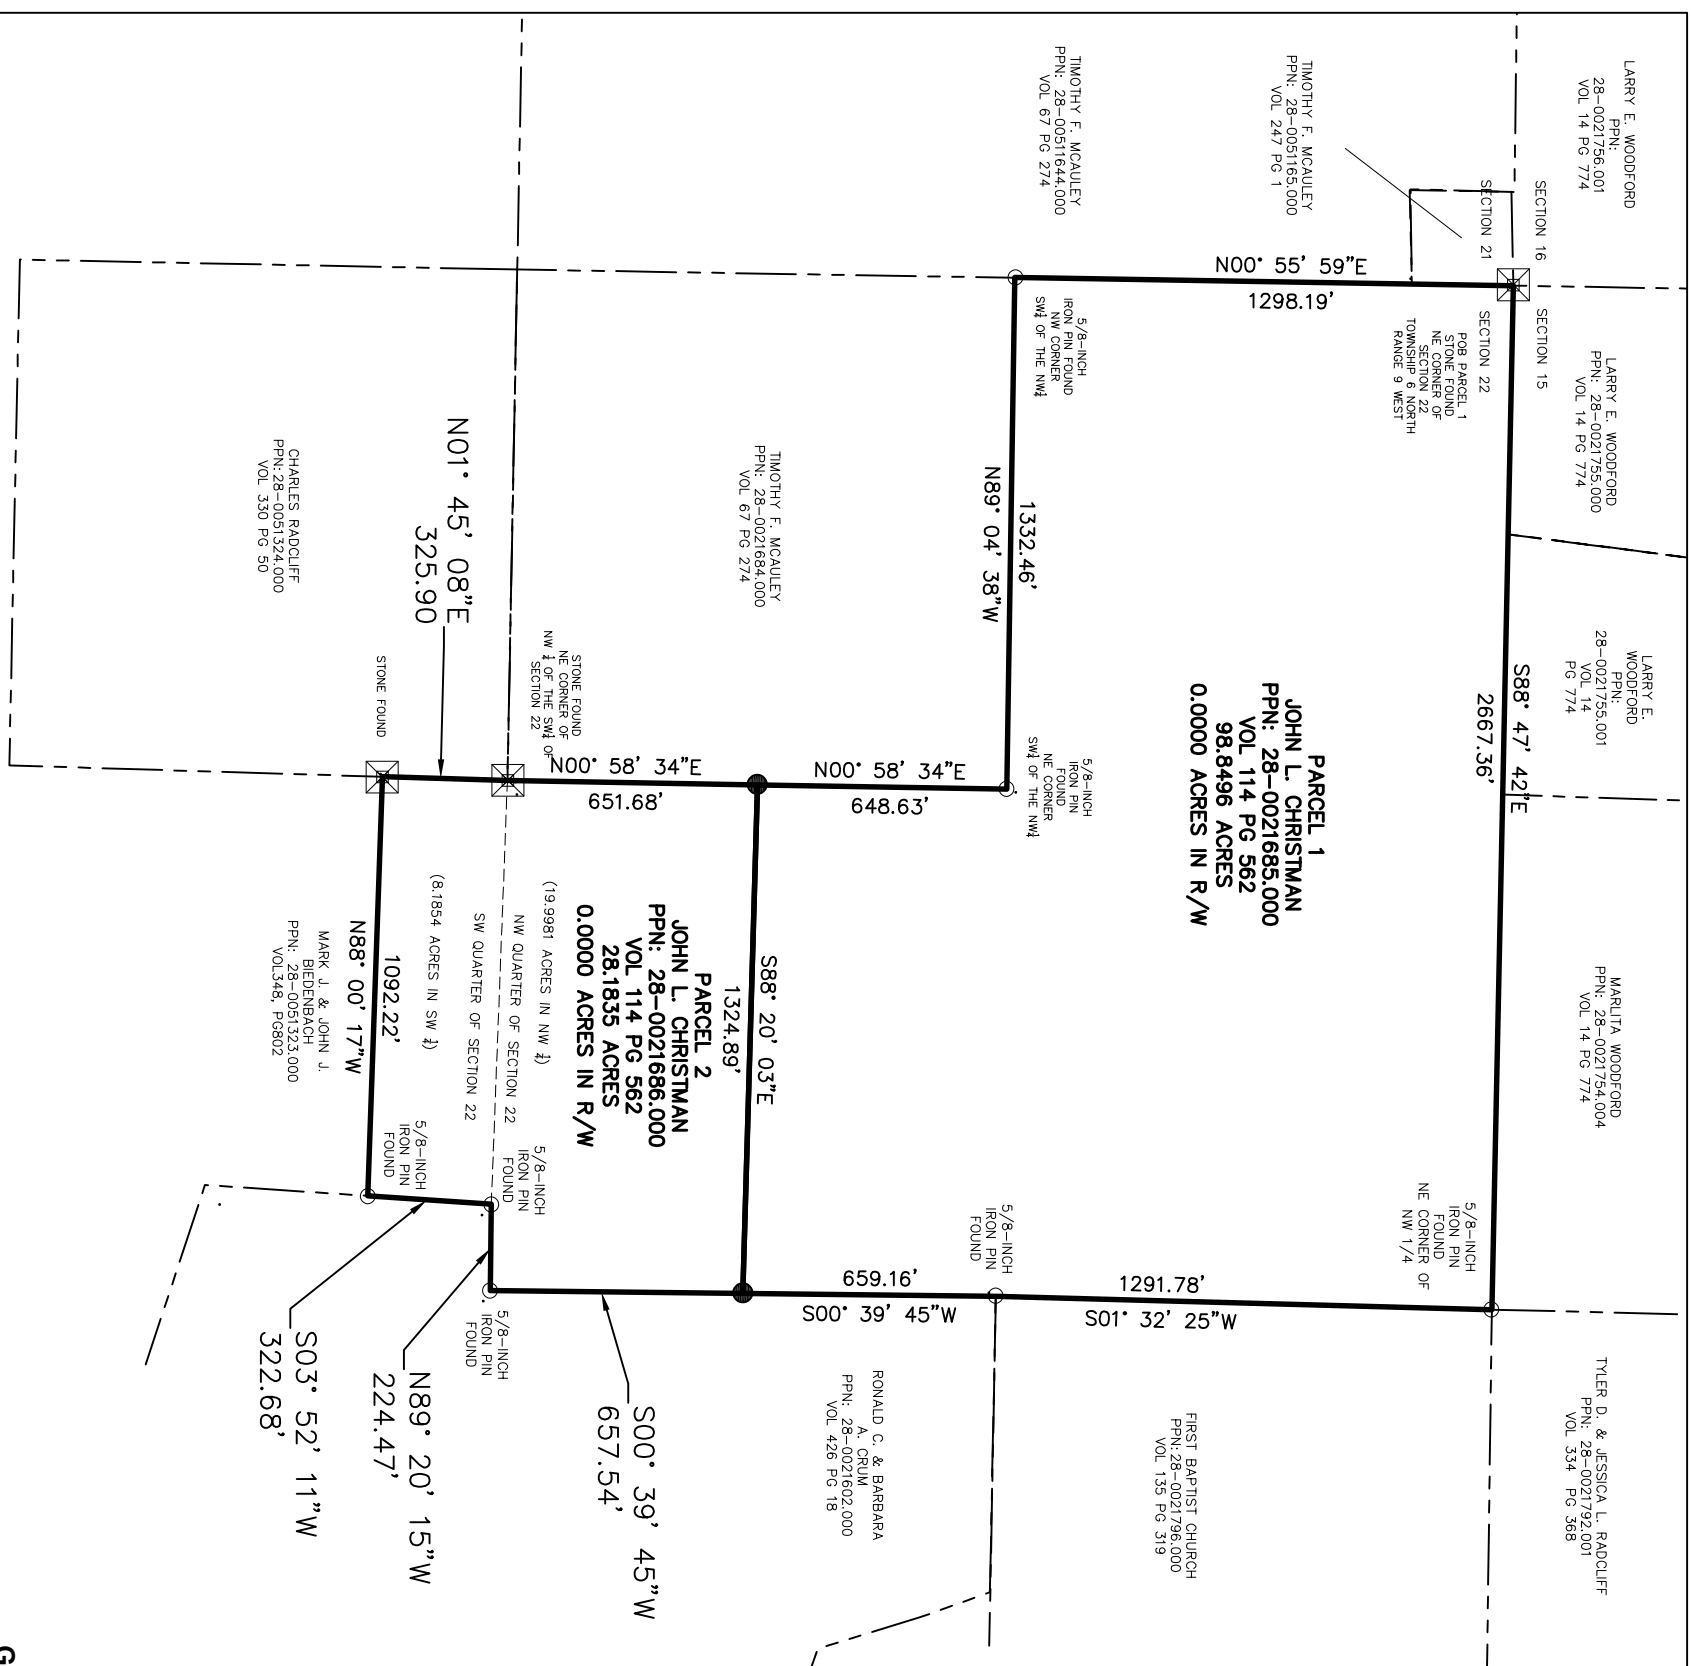 LARRY E. WOODFORD
PPN:
28-0021756.001
VOL 14 PG 774
SECTION 16
SECTION 21
SECTION 15
SECTION 22
LARRY E. WOODFORD
PPN: 28-0021755.000
VOL 14 PG 774
LARRY E.
WOODFORD
PPN:
28-0021755.001
VOL 14
PG 774
MARLITA WOODFORD
PPN: 28-0021754.004
VOL 14 PG 774
TYLER D. & JESSICA L. RADCLIFF
PPN: 28-0021792.001
VOL 334 PG 368
TIMOTHY F. MCAULEY
PPN: 28-0051165.000
VOL 247 PG 1
TIMOTHY F. MCAULEY
PPN: 28-00511644.000
VOL 67 PG 274
N00° 55' 59"E
1298.19'
POB PARCEL 1
STONE FOUND
NE CORNER OF
SECTION 22
TOWNSHIP 6 NORTH
RANGE 9 WEST
S88° 47' 42"E
2667.36'
5/8-INCH
IRON PIN
FOUND
NE CORNER OF
NW 1/4
PARCEL 1
JOHN L. CHRISTMAN
PPN: 28-0021685.000
VOL 114 PG 562
98.8496 ACRES
0.0000 ACRES IN R/W
5/8-INCH
IRON PIN FOUND
NW CORNER
SW¼ OF THE NW¼
1332.46'
N89° 04' 38"W
5/8-INCH
IRON PIN
FOUND
NE CORNER
SW¼ OF THE NW¼
1291.78'
S01° 32' 25"W
FIRST BAPTIST CHURCH
PPN:28-0021796.000
VOL 135 PG 319
5/8-INCH
IRON PIN
FOUND
N00° 58' 34"E
648.63'
659.16'
S00° 39' 45"W
RONALD C. & BARBARA
A. CRUM
PPN: 28-0021602.000
VOL 426 PG 18
TIMOTHY F. MCAULEY
PPN: 28-0021684.000
VOL 67 PG 274
S88° 20' 03"E
1324.89'
N00° 58' 34"E
651.68'
PARCEL 2
JOHN L. CHRISTMAN
PPN: 28-0021686.000
VOL 114 PG 562
28.1835 ACRES
0.0000 ACRES IN R/W
S00° 39' 45"W
657.54'
STONE FOUND
NE CORNER OF
NW ¼ OF THE SW¼ OF
SECTION 22
(19.9981 ACRES IN NW ¼)
NW QUARTER OF SECTION 22
SW QUARTER OF SECTION 22
(8.1854 ACRES IN SW ¼)
5/8-INCH
IRON PIN
FOUND
5/8-INCH
IRON PIN
FOUND
N01° 45' 08"E
325.90
STONE FOUND
5/8-INCH
IRON PIN
FOUND
N89° 20' 15"W
224.47'
1092.22'
N88° 00' 17"W
S03° 52' 11"W
322.68'
CHARLES RADCLIFF
PPN:28-0051324.000
VOL 330 PG 50
MARK J. & JOHN J.
BIEDENBACH
PPN: 28-0051323.000
VOL348, PG802
G